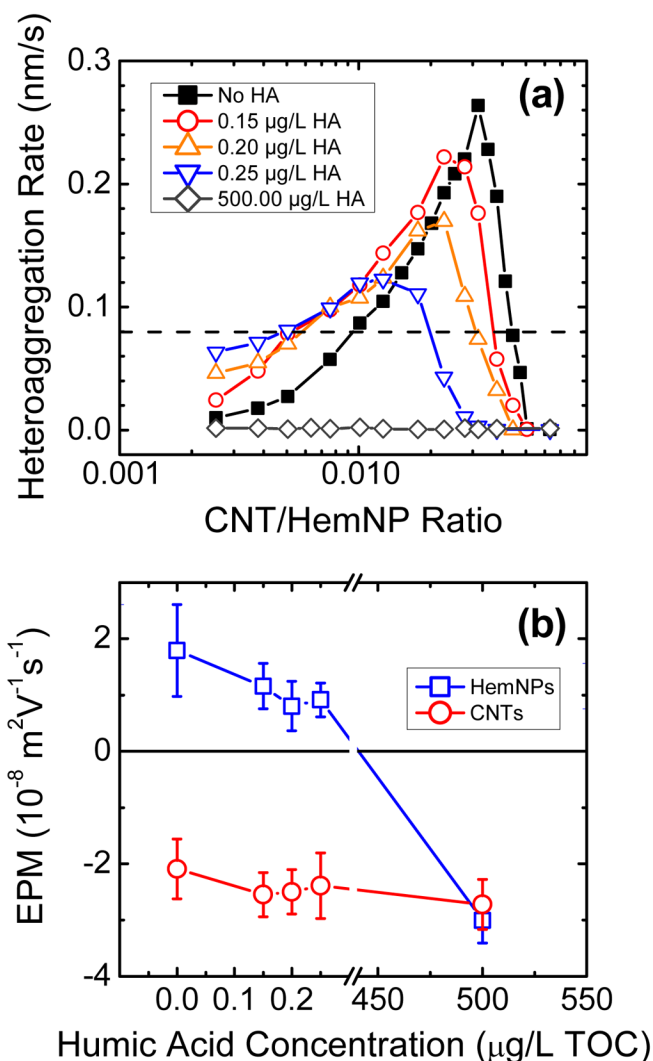 (a)
No HA
0.15 µg/L HA
0.20 µg/L HA
0.25 µg/L HA
500.00 µg/L HA
0.3
0.2
0.1
0.0
Heteroaggregation Rate (nm/s)
0.001
0.010
CNT/HemNP Ratio
(b)
HemNPs
CNTs
2
0
-2
-4
EPM (10⁻⁸ m²V⁻¹s⁻¹)
0.0 0.1 0.2 450 500 550
Humic Acid Concentration (µg/L TOC)